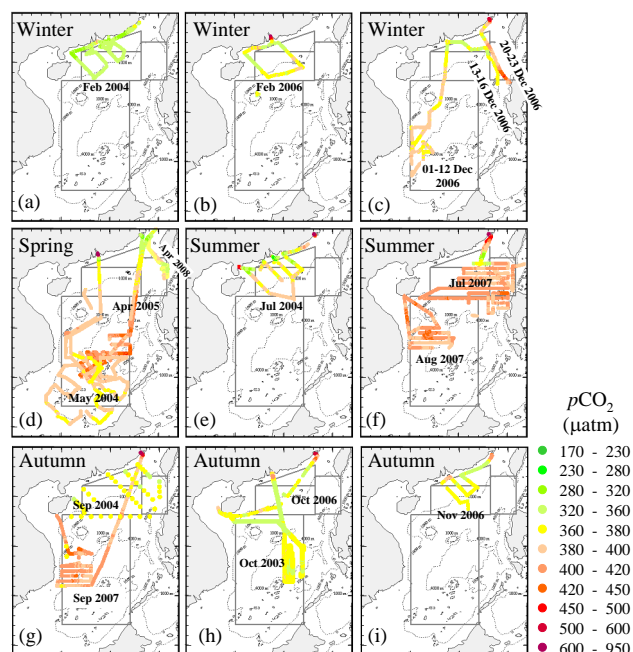 Winter
Feb 2004
(a)
Winter
Feb 2006
(b)
Winter
20-23 Dec 2006
13-16 Dec 2006
01-12 Dec
2006
(c)
Spring
Apr 2008
Apr 2005
May 2004
(d)
Summer
Jul 2004
(e)
Summer
Jul 2007
Aug 2007
(f)
Autumn
Sep 2004
Sep 2007
(g)
Autumn
Oct 2006
Oct 2003
(h)
Autumn
Nov 2006
(i)
pCO2
(µatm)
170 - 230
230 - 280
280 - 320
320 - 360
360 - 380
380 - 400
400 - 420
420 - 450
450 - 500
500 - 600
600 - 950